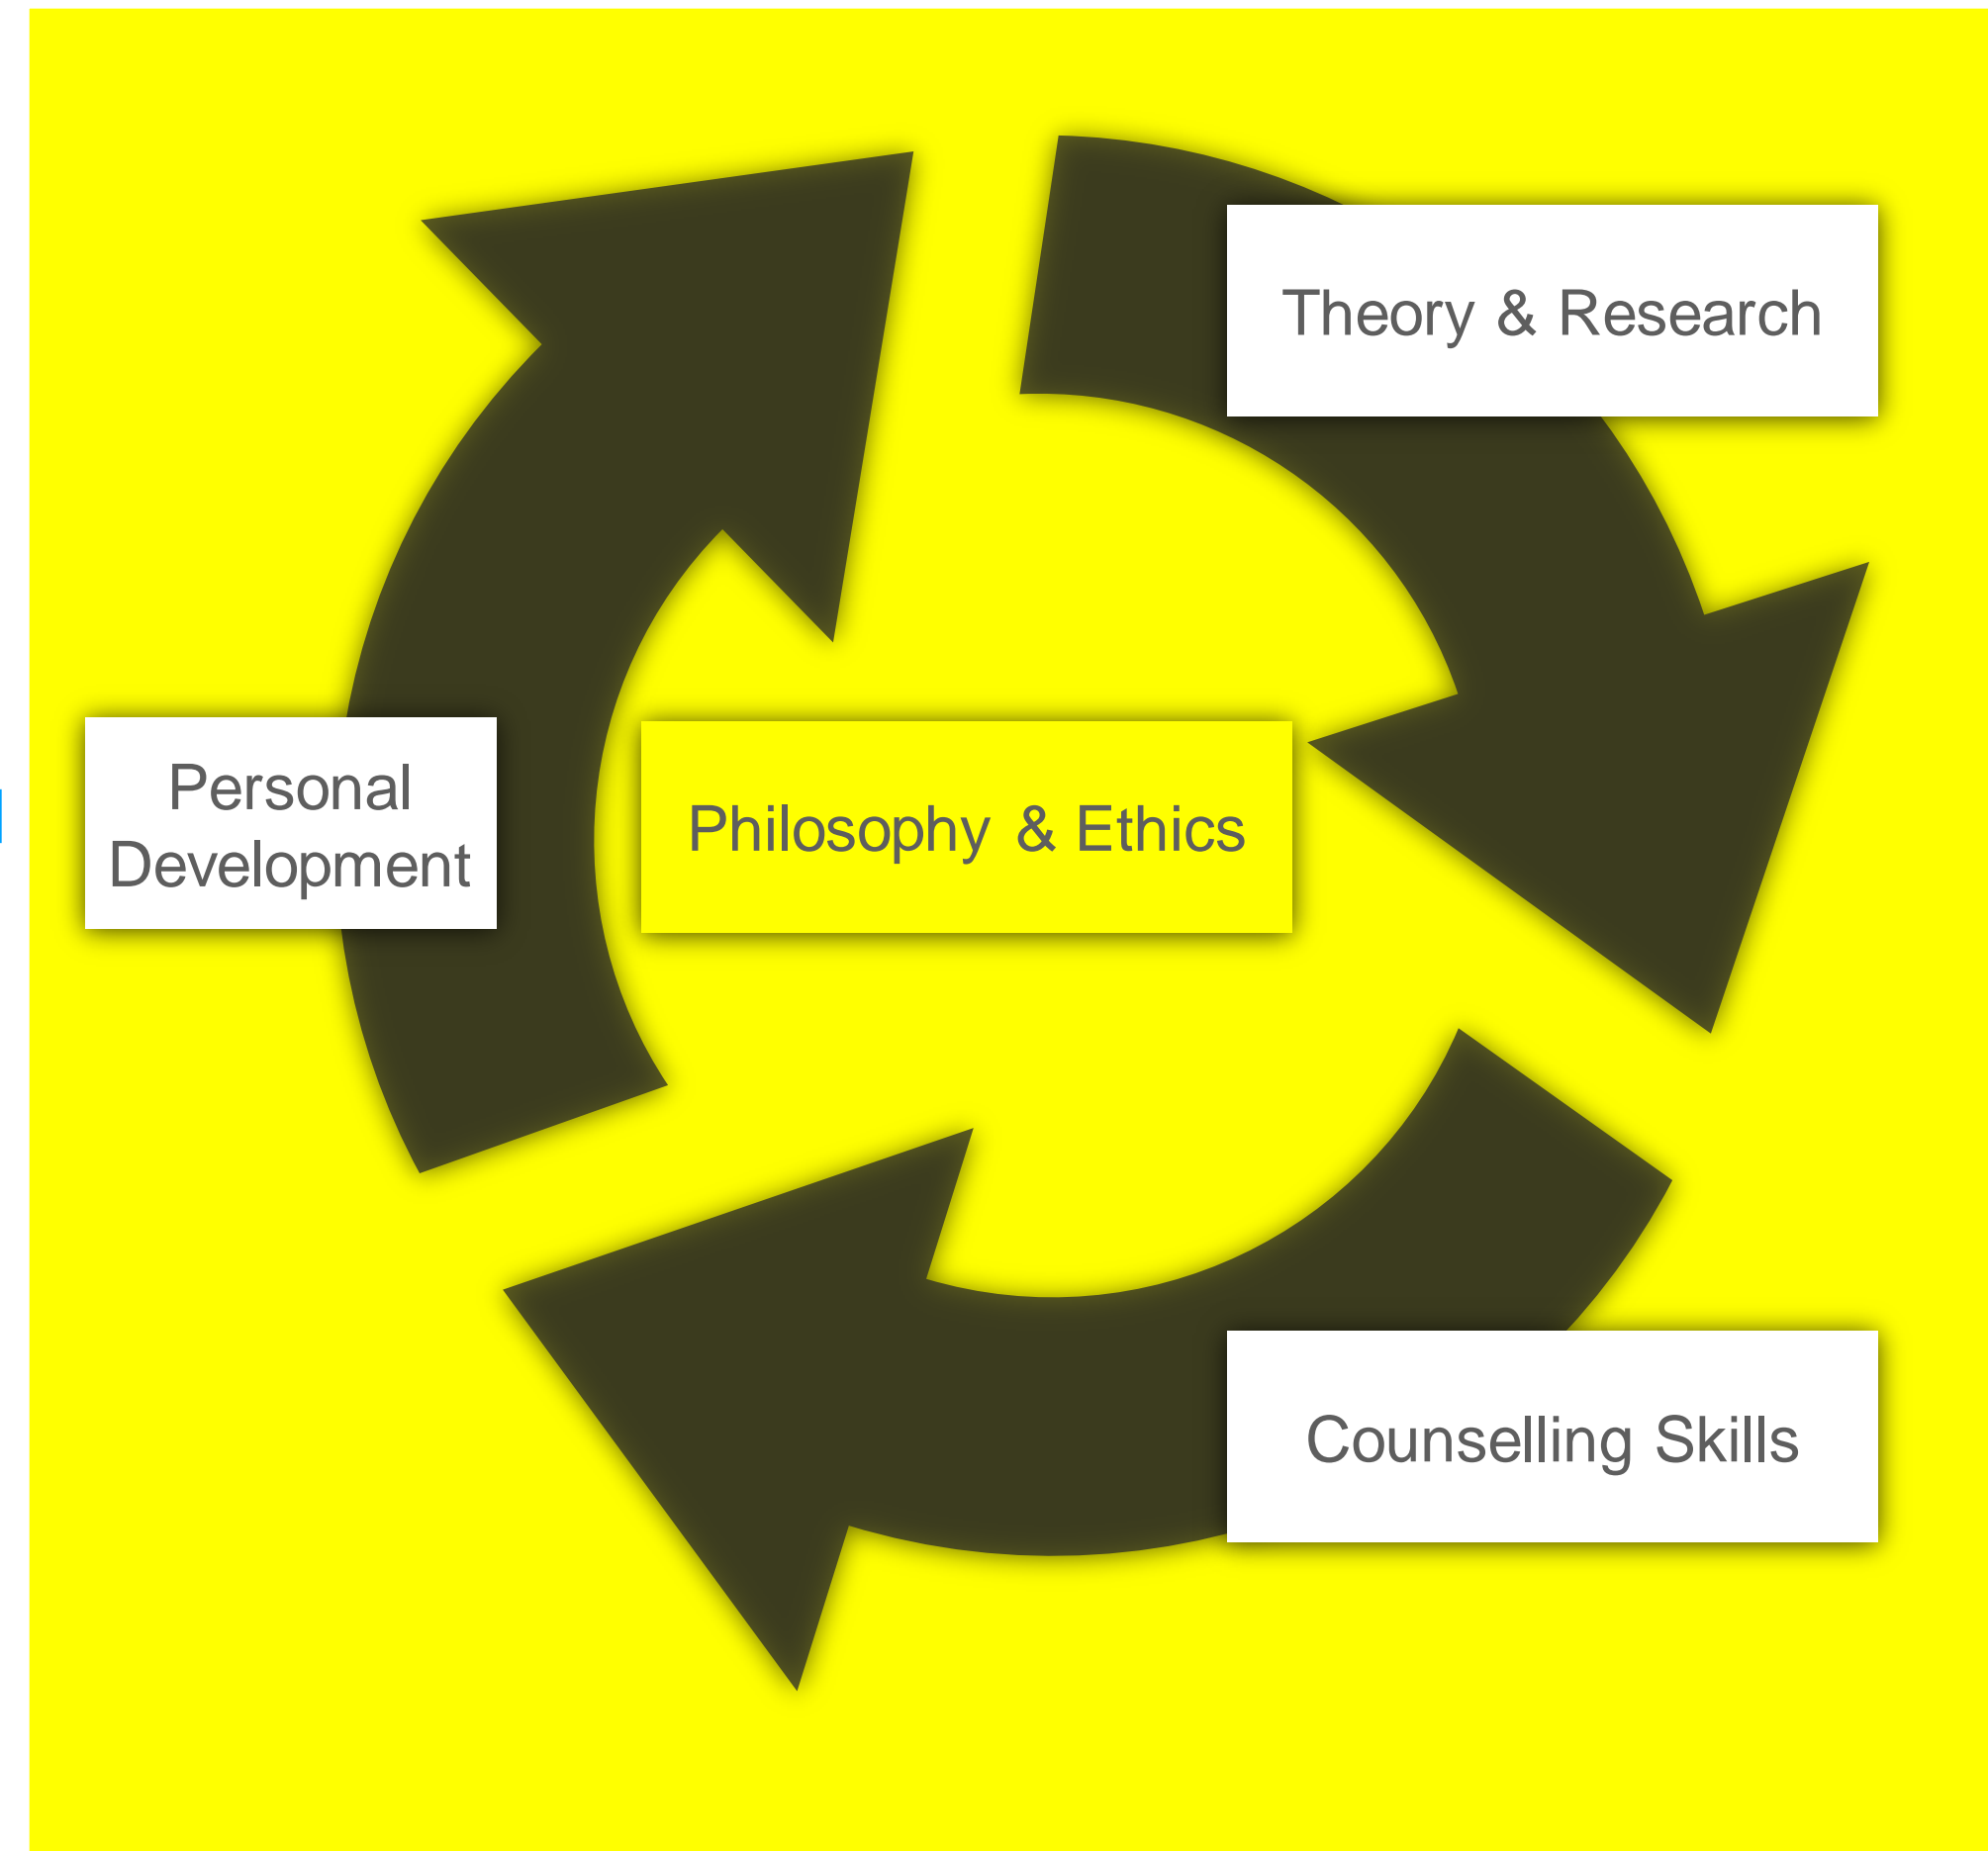 Theory & Research
Personal
Development
Philosophy & Ethics
Counselling Skills